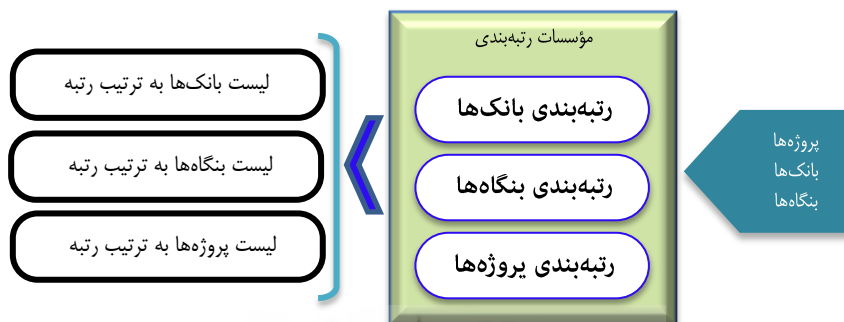 پروژه‌ها
بانک‌ها
بنگاه‌ها
مؤسسات رتبه‌بندی
رتبه‌بندی بانک‌ها
رتبه‌بندی بنگاه‌ها
رتبه‌بندی پروژه‌ها
لیست بانک‌ها به ترتیب رتبه
لیست بنگاه‌ها به ترتیب رتبه
لیست پروژه‌ها به ترتیب رتبه